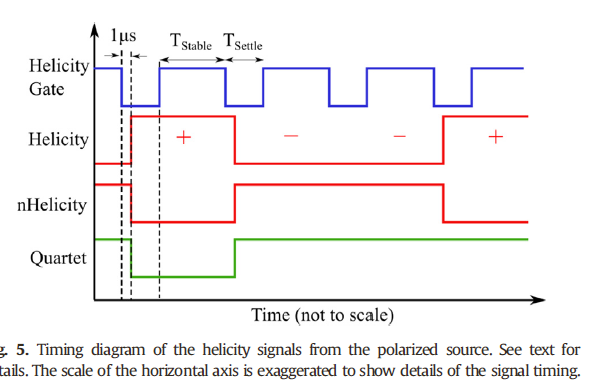 1μs
T Stable
T Settle
Helicity
Gate
Helicity
+
−
−
+
nHelicity
Quartet
Time (not to scale)
g. 5. Timing diagram of the helicity signals from the polarized source. See text for
tails. The scale of the horizontal axis is exaggerated to show details of the signal timing.